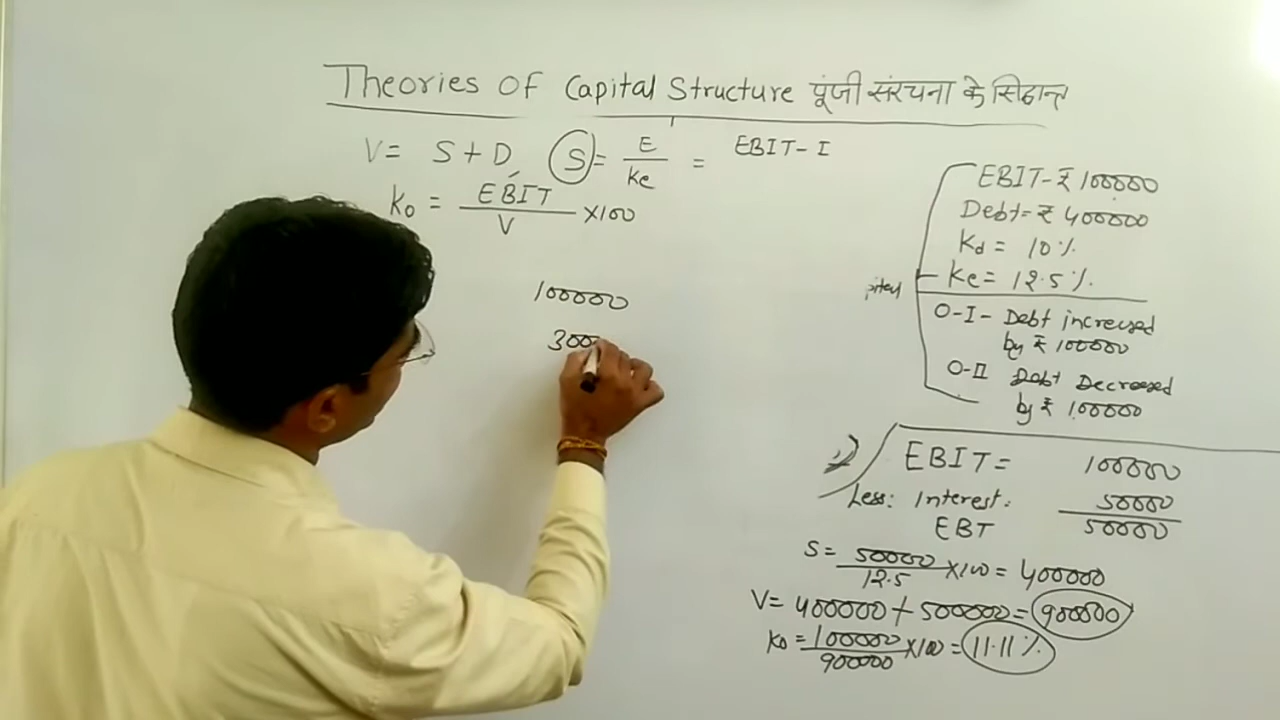 Theories Of Capital Structure पूंजी संरचना के सिद्धान्त
V= S+D, S = E/Ke = EBIT-I
Ko = EBIT/V ×100
100000
3000
EBIT-₹100000
Debt=₹400000
Kd = 10%
Ke= 12.5%.
O-I- Debt increased
by ₹100000
O-II Debt Decreased
by ₹100000
EBIT= 100000
Less: Interest: 50000
EBT 50000
S= 50000/12.5 ×100= 400000
V= 400000+500000= 900000
Ko = 100000/900000 ×100 = 11.11%